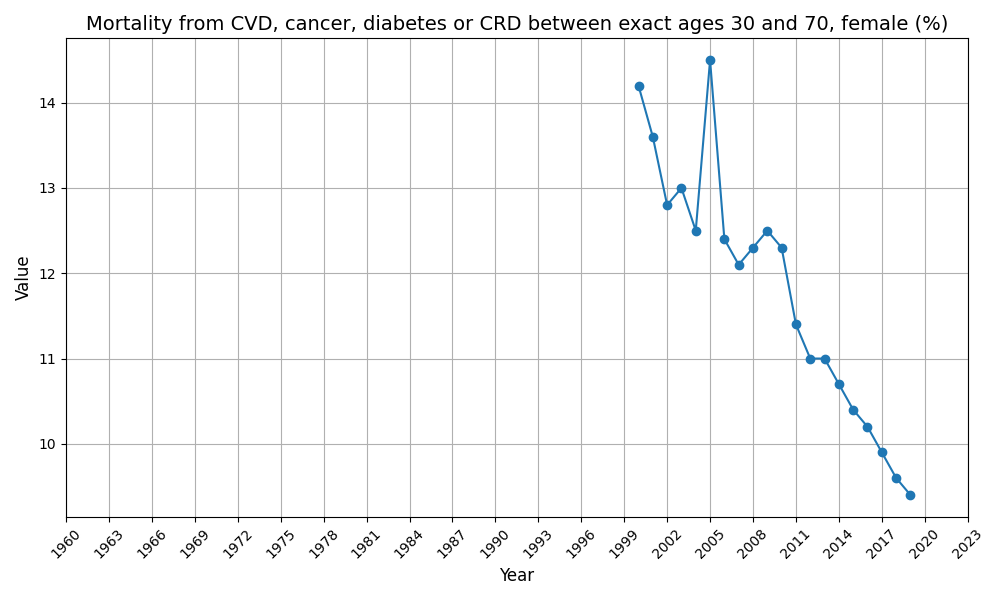 Mortality from CVD, cancer, diabetes or CRD between exact ages 30 and 70, female (%)
14
13
12
11
10
Value
1960 1963 1966 1969 1972 1975 1978 1981 1984 1987 1990 1993 1996 1999 2002 2005 2008 2011 2014 2017 2020 2023
Year